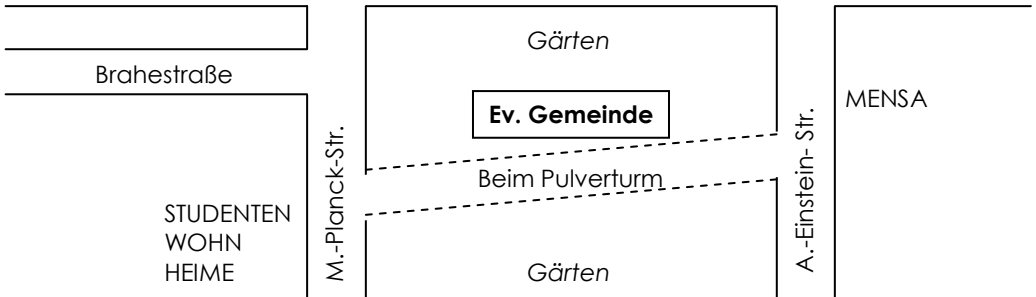 Gärten
Brahestraße
Ev. Gemeinde
MENSA
M.-Planck-Str.
Beim Pulverturm
A.-Einstein- Str.
STUDENTEN
WOHN
HEIME
Gärten